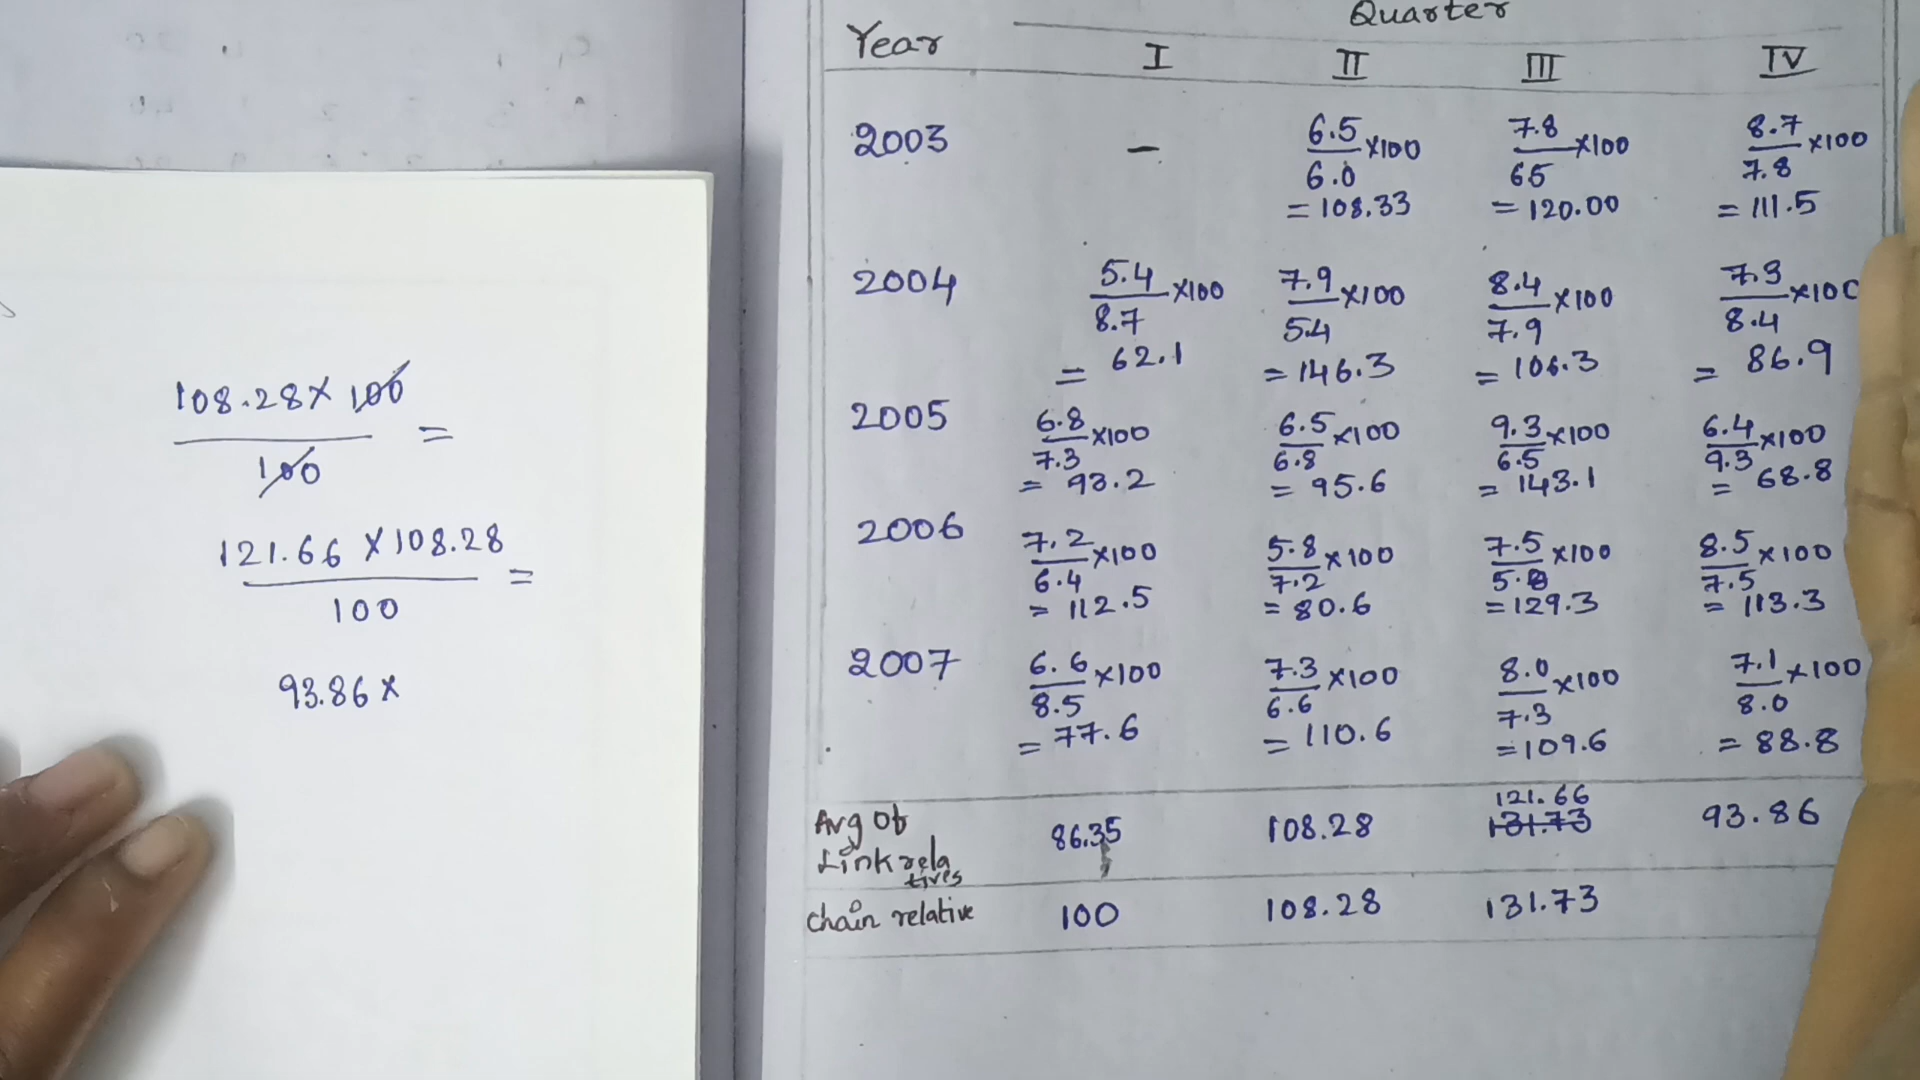 108.28 × 100
100
=
121.66 × 108.28
100
=
93.86 ×
Quarter
Year I II III IV
2003 - 6.5/6.0 ×100 7.8/65 ×100 8.7/7.8 ×100
= 108.33 = 120.00 = 111.5
2004 5.4/8.7 ×100 7.9/5.4 ×100 8.4/7.9 ×100 7.3/8.4 ×100
= 62.1 = 146.3 = 106.3 = 86.9
2005 6.8/7.3 ×100 6.5/6.8 ×100 9.3/6.5 ×100 6.4/9.3 ×100
= 93.2 = 95.6 = 143.1 = 68.8
2006 7.2/6.4 ×100 5.8/7.2 ×100 7.5/5.8 ×100 8.5/7.5 ×100
= 112.5 = 80.6 = 129.3 = 113.3
2007 6.6/8.5 ×100 7.3/6.6 ×100 8.0/7.3 ×100 7.1/8.0 ×100
= 77.6 = 110.6 = 109.6 = 88.8
121.66
Avg of 86.35 108.28 131.73 93.86
Link rela
tives
chain relative 100 108.28 131.73